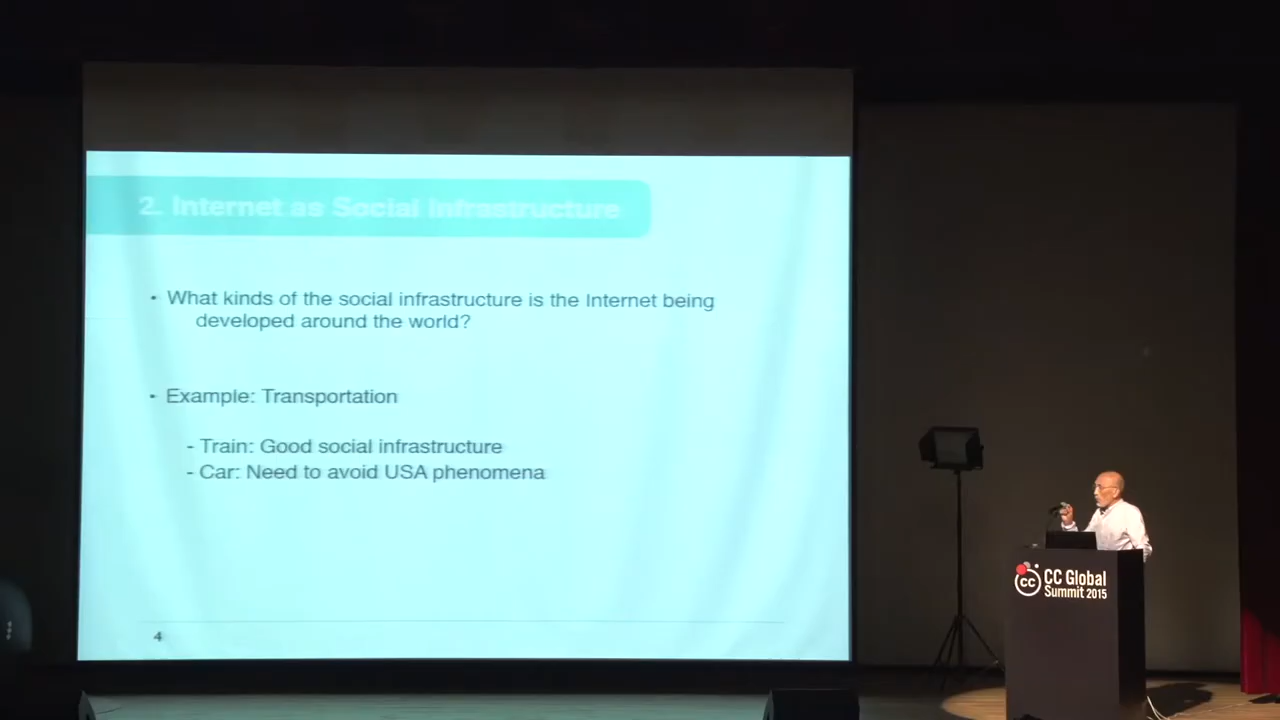 2. Internet as Social Infrastructure
• What kinds of the social infrastructure is the Internet being
developed around the world?
• Example: Transportation
- Train: Good social infrastructure
- Car: Need to avoid USA phenomena
4
cc CC Global
Summit 2015